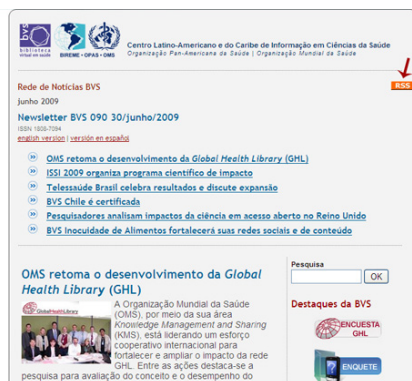 bvs
biblioteca
virtual em saúde
BIREME • OPAS • OMS
Centro Latino-Americano e do Caribe de Informação em Ciências da Saúde
Organização Pan-Americana da Saúde | Organização Mundial da Saúde
RSS
Rede de Notícias BVS
junho 2009
Newsletter BVS 090 30/junho/2009
ISSN 1808-7094
english version | versión en español
OMS retoma o desenvolvimento da Global Health Library (GHL)
ISSI 2009 organiza programa científico de impacto
Telessaúde Brasil celebra resultados e discute expansão
BVS Chile é certificada
Pesquisadores analisam impactos da ciência em acesso aberto no Reino Unido
BVS Inocuidade de Alimentos fortalecerá suas redes sociais e de conteúdo
OMS retoma o desenvolvimento da Global
Health Library (GHL)
GlobalHealthLibrary
A Organização Mundial da Saúde
(OMS), por meio da sua área
Knowledge Management and Sharing
(KMS), está liderando um esforço
cooperativo internacional para
fortalecer e ampliar o impacto da rede
GHL. Entre as ações destaca-se a
pesquisa para avaliação do conceito e o desempenho do
Pesquisa
OK
Destaques da BVS
ENCUESTA
GHL
ENQUETE